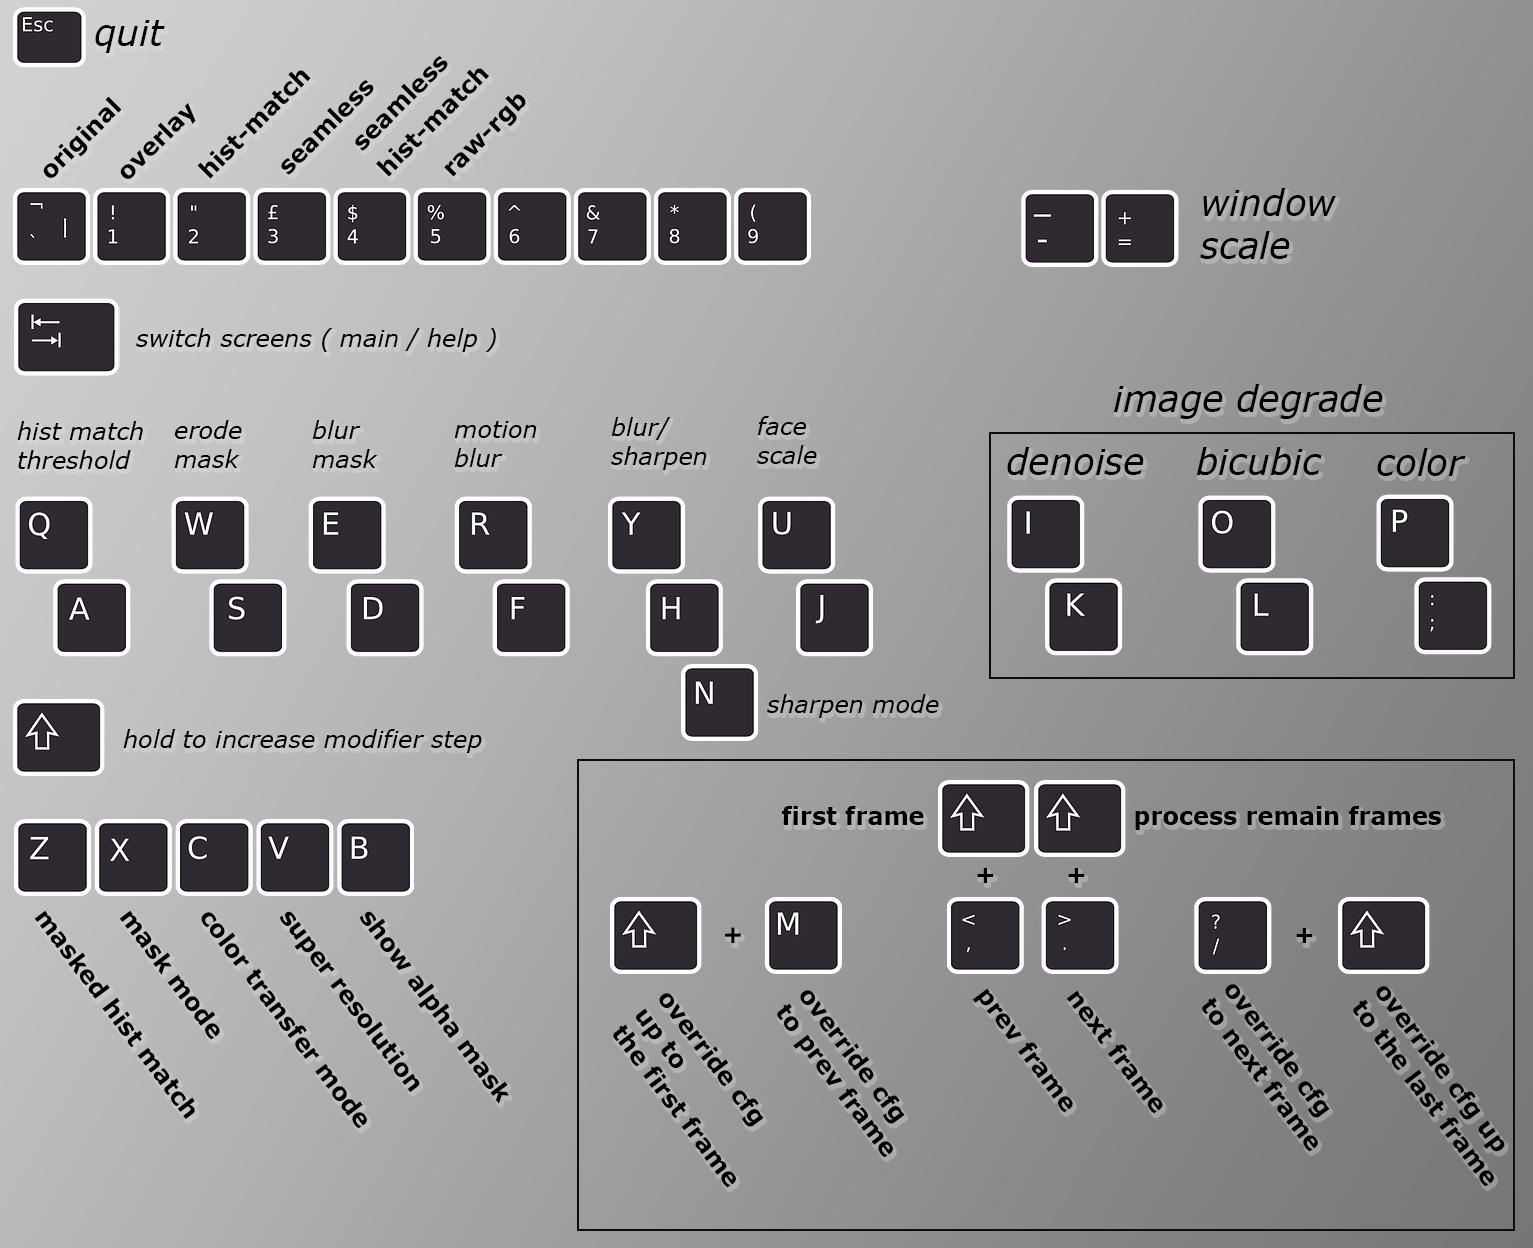 Esc quit
original
overlay
hist-match
seamless
seamless
hist-match
raw-rgb
¬ ` |
! 1
" 2
£ 3
$ 4
% 5
^ 6
& 7
* 8
( 9
_ -
+ =
window
scale
switch screens ( main / help )
hist match
threshold
erode
mask
blur
mask
motion
blur
blur/
sharpen
face
scale
Q
W
E
R
Y
U
A
S
D
F
H
J
N sharpen mode
image degrade
denoise
bicubic
color
I
O
P
K
L
: ;
hold to increase modifier step
Z
X
C
V
B
masked hist match
mask mode
color transfer mode
super resolution
show alpha mask
first frame
process remain frames
+
+
+
M
< ,
> .
? /
+
override cfg
up to
the first frame
override cfg
to prev frame
prev frame
next frame
override cfg
to next frame
override cfg up
to the last frame